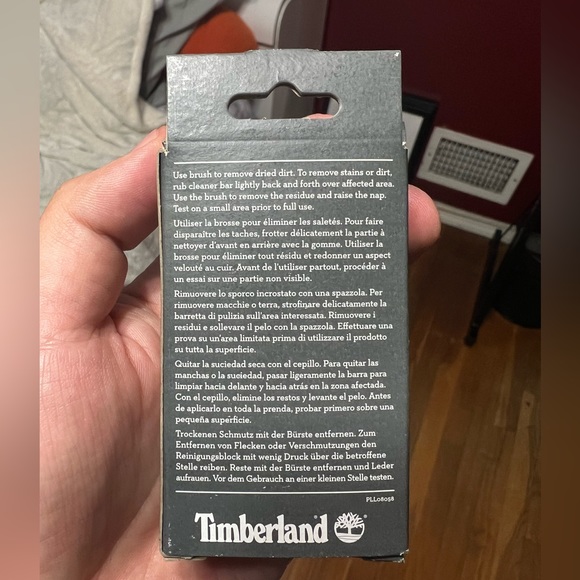 Use brush to remove dried dirt. To remove stains or dirt,
rub cleaner bar lightly back and forth over affected area.
Use the brush to remove the residue and raise the nap.
Test on a small area prior to full use.
Utiliser la brosse pour éliminer les saletés. Pour faire
disparaître les taches, frotter délicatement la partie à
nettoyer d'avant en arrière avec la gomme. Utiliser la
brosse pour éliminer tout résidu et redonner un aspect
velouté au cuir. Avant de l'utiliser partout, procéder à
un essai sur une partie non visible.
Rimuovere lo sporco incrostato con una spazzola. Per
rimuovere macchie o terra, strofinare delicatamente la
barretta di pulizia sull'area interessata. Rimuovere i
residui e sollevare il pelo con la spazzola. Effettuare una
prova su un'area limitata prima di utilizzare il prodotto
su tutta la superficie.
Quitar la suciedad seca con el cepillo. Para quitar las
manchas o la suciedad, pasar ligeramente la barra para
limpiar hacia delante y hacia atrás en la zona afectada.
Con el cepillo, elimine los restos y levante el pelo. Antes
de aplicarlo en toda la prenda, probar primero sobre una
pequeña superficie.
Trockenen Schmutz mit der Bürste entfernen. Zum
Entfernen von Flecken oder Verschmutzungen den
Reinigungsblock mit wenig Druck über die betroffene
Stelle reiben. Reste mit der Bürste entfernen und Leder
aufrauen. Vor dem Gebrauch an einer kleinen Stelle testen.
PLL08058
Timberland